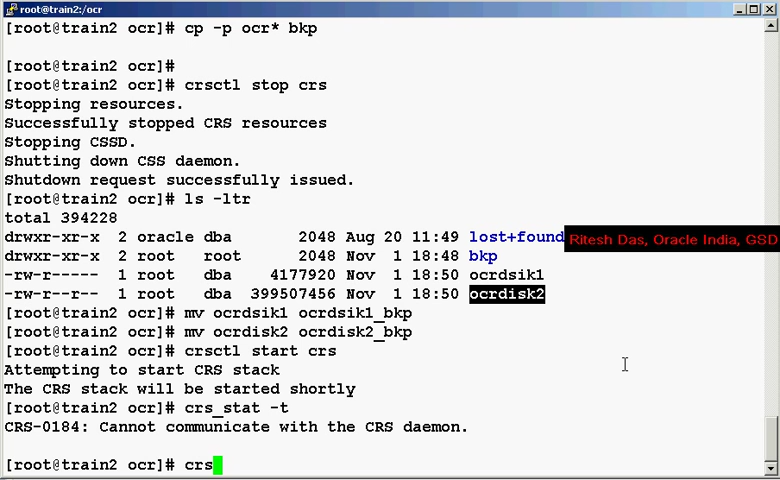 root@train2:/ocr
[root@train2 ocr]# cp -p ocr* bkp
[root@train2 ocr]#
[root@train2 ocr]# crsctl stop crs
Stopping resources.
Successfully stopped CRS resources
Stopping CSSD.
Shutting down CSS daemon.
Shutdown request successfully issued.
[root@train2 ocr]# ls -ltr
total 394228
drwxr-xr-x 2 oracle dba 2048 Aug 20 11:49 lost+found
Ritesh Das, Oracle India, GSD
drwxr-xr-x 2 root root 2048 Nov 1 18:48 bkp
-rw-r----- 1 root dba 4177920 Nov 1 18:50 ocrdsik1
-rw-r--r-- 1 root dba 399507456 Nov 1 18:50 ocrdisk2
[root@train2 ocr]# mv ocrdsik1 ocrdsik1_bkp
[root@train2 ocr]# mv ocrdisk2 ocrdisk2_bkp
[root@train2 ocr]# crsctl start crs
Attempting to start CRS stack
The CRS stack will be started shortly
[root@train2 ocr]# crs_stat -t
CRS-0184: Cannot communicate with the CRS daemon.
[root@train2 ocr]# crs